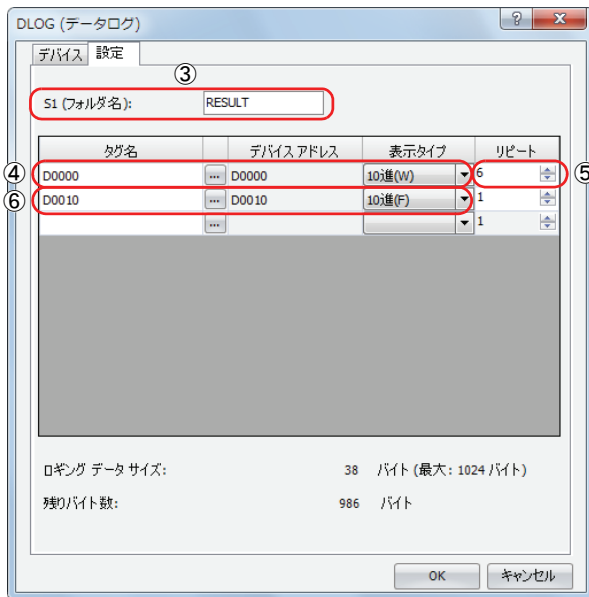 DLOG (データログ)
デバイス 設定
③
S1 (フォルダ名): RESULT
タグ名 デバイス アドレス 表示タイプ リピート
④ D0000 ... D0000 10進(W) 6 ⑤
⑥ D0010 ... D0010 10進(F) 1
... 1
ロギング データ サイズ: 38 バイト (最大: 1024 バイト)
残りバイト数: 986 バイト
OK キャンセル